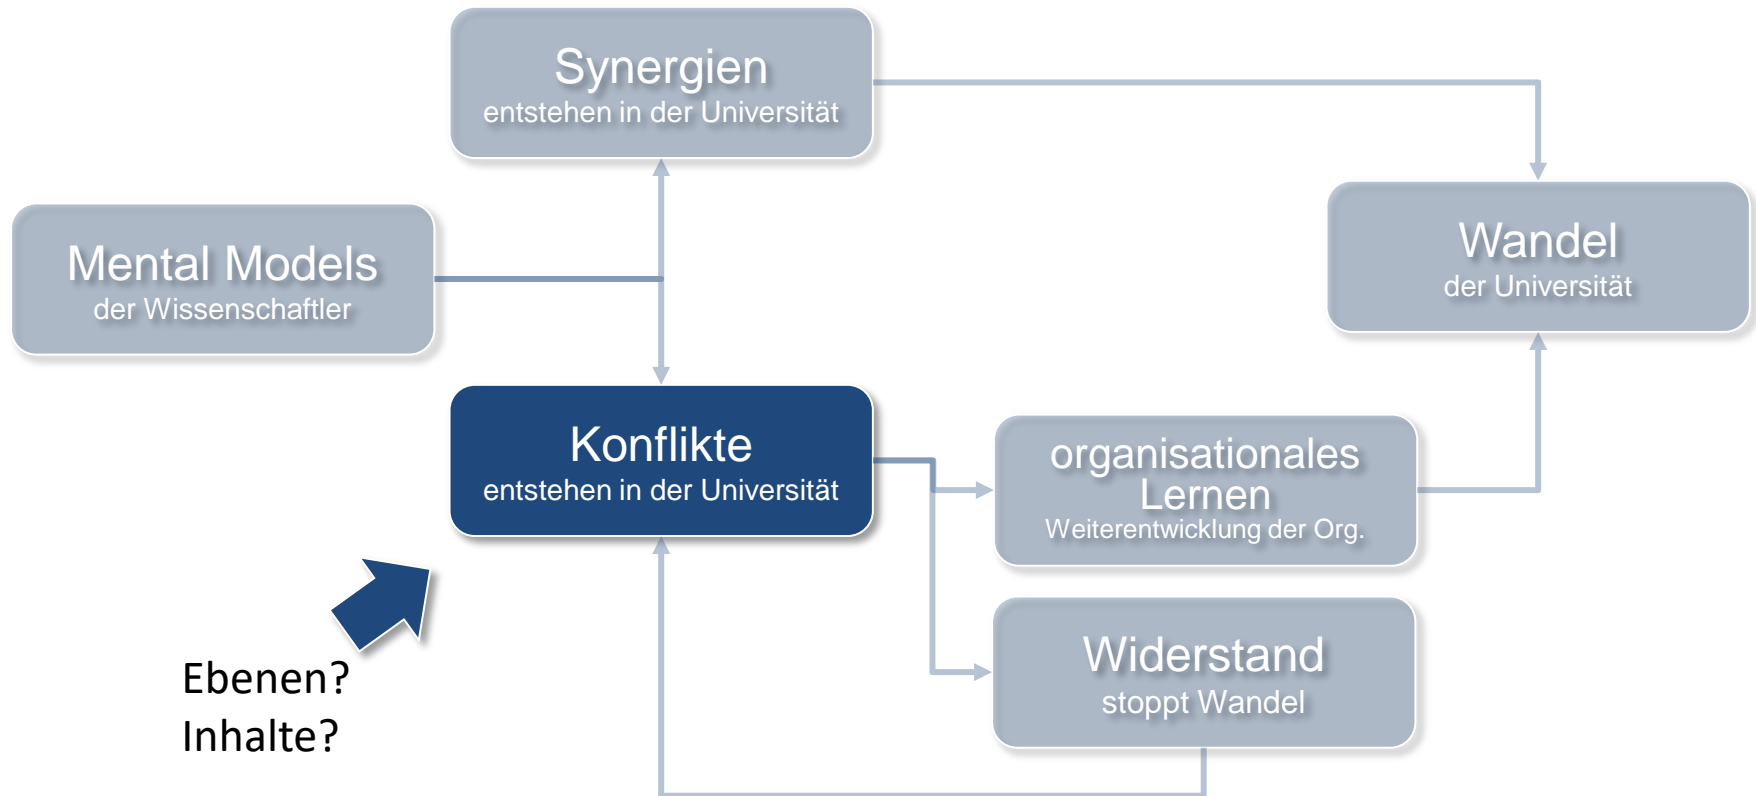 Synergien
entstehen in der Universität
Mental Models
der Wissenschaftler
Wandel
der Universität
Konflikte
entstehen in der Universität
organisationales
Lernen
Weiterentwicklung der Org.
Widerstand
stoppt Wandel
Ebenen?
Inhalte?